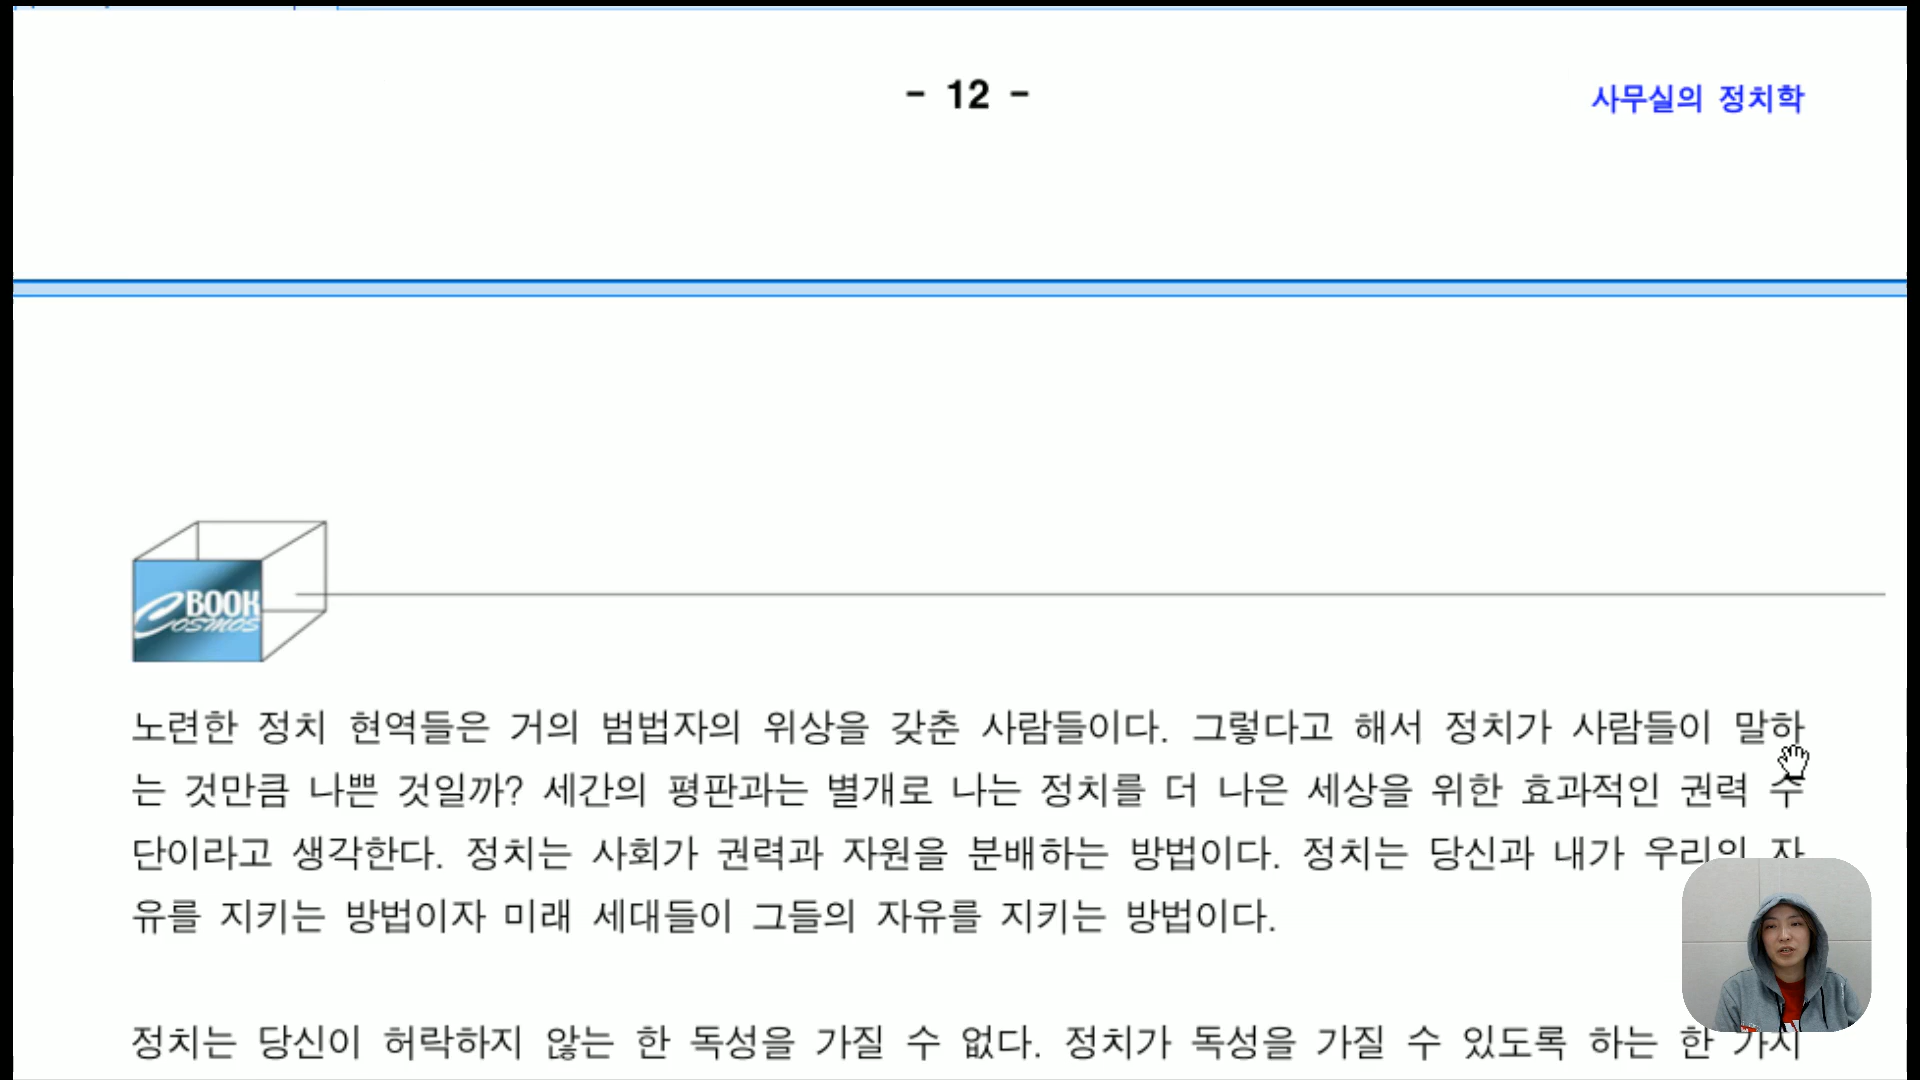 - 12 -
사무실의 정치학
eBOOK
COSMOS
노련한 정치 현역들은 거의 범법자의 위상을 갖춘 사람들이다. 그렇다고 해서 정치가 사람들이 말하
는 것만큼 나쁜 것일까? 세간의 평판과는 별개로 나는 정치를 더 나은 세상을 위한 효과적인 권력 수
단이라고 생각한다. 정치는 사회가 권력과 자원을 분배하는 방법이다. 정치는 당신과 내가 우리의 자
유를 지키는 방법이자 미래 세대들이 그들의 자유를 지키는 방법이다.
정치는 당신이 허락하지 않는 한 독성을 가질 수 없다. 정치가 독성을 가질 수 있도록 하는 한 가지